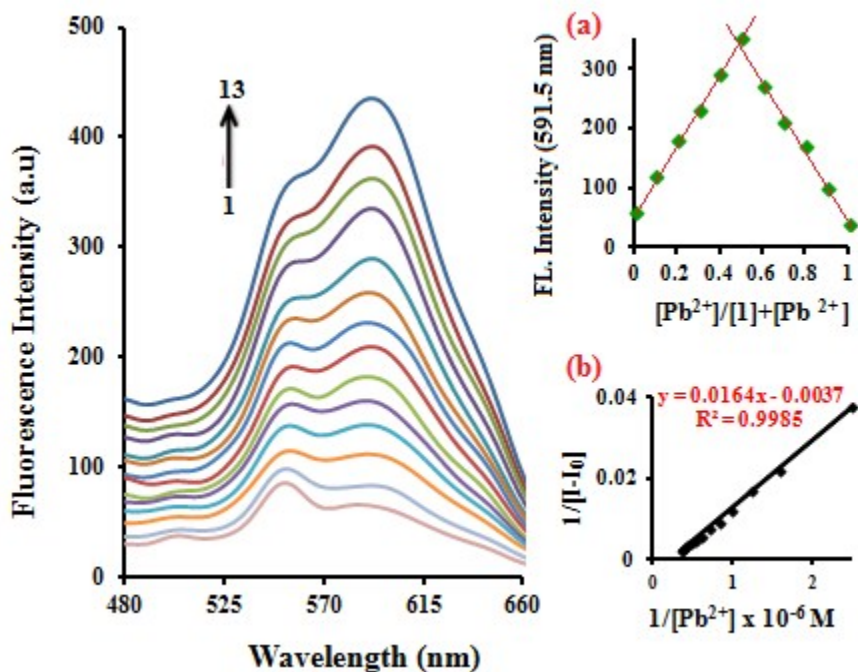 500
400
300
200
100
0
480
525
570
615
660
Fluorescence Intensity (a.u)
Wavelength (nm)
13
1
(a)
FL. Intensity (591.5 nm)
300
200
100
0
0
0.2
0.4
0.6
0.8
1
[Pb²⁺]/[1]+[Pb ²⁺]
(b)
y = 0.0164x - 0.0037
R² = 0.9985
1/[I-I₀]
0.04
0.02
0
0
1
2
1/[Pb²⁺] x 10⁻⁶ M